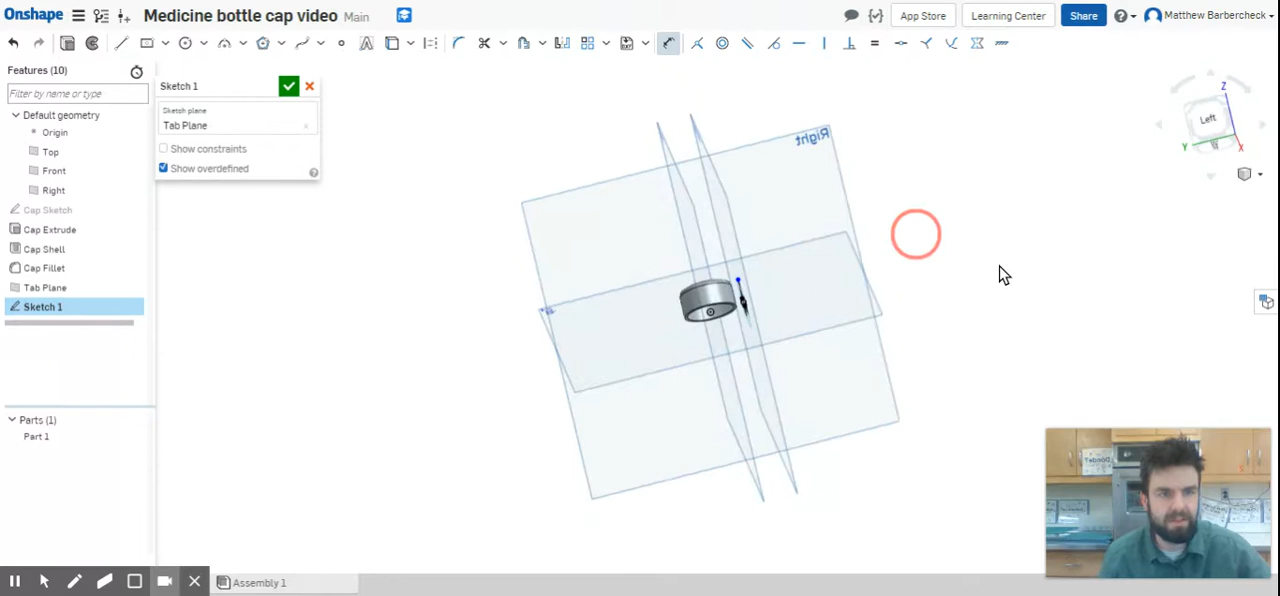 Onshape Medicine bottle cap video Main App Store Learning Center Share Matthew Barbercheck
Features (10)
Filter by name or type
Default geometry
Origin
Top
Front
Right
Cap Sketch
Cap Extrude
Cap Shell
Cap Fillet
Tab Plane
Sketch 1
Parts (1)
Part 1
Sketch 1
Sketch plane
Tab Plane
Show constraints
Show overdefined
Right
Left
Z
Y
X
Assembly 1